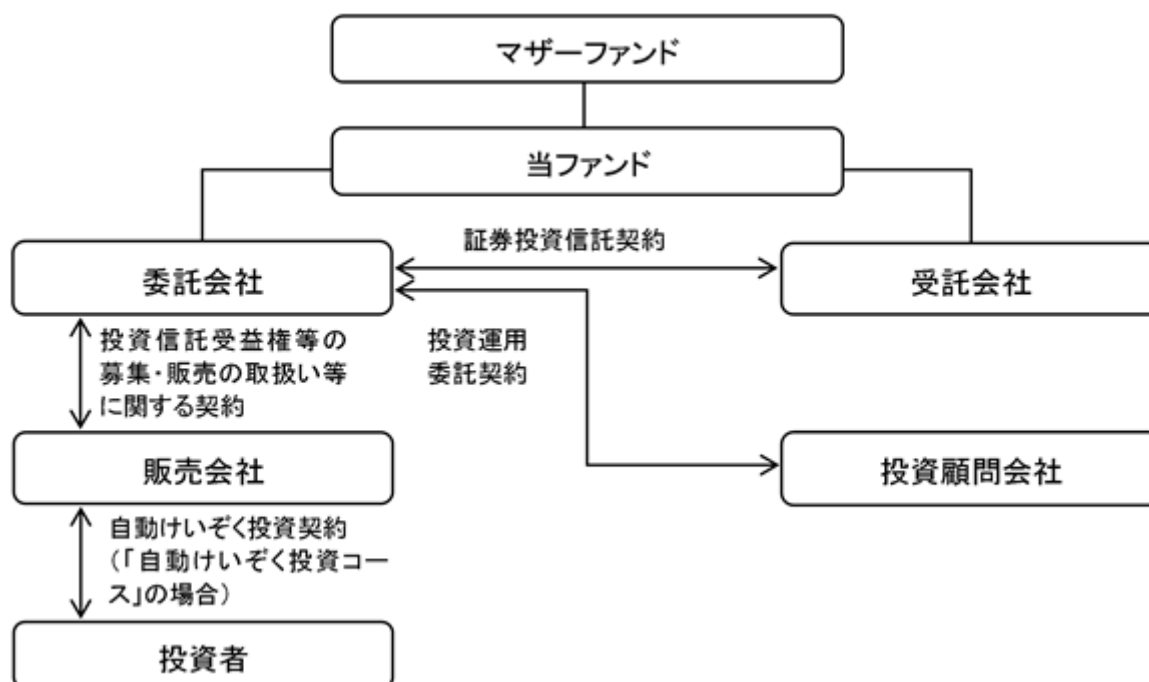 マザーファンド
当ファンド
証券投資信託契約
委託会社
受託会社
投資信託受益権等の
募集・販売の取扱い等
に関する契約
投資運用
委託契約
販売会社
投資顧問会社
自動けいぞく投資契約
(「自動けいぞく投資コー
ス」の場合)
投資者